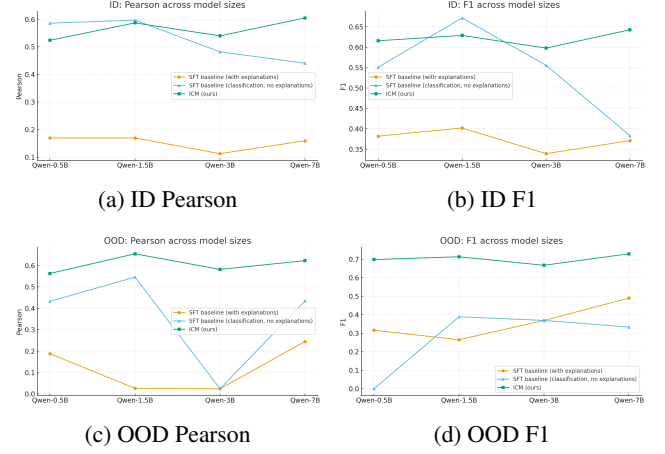 ID: Pearson across model sizes
Pearson
0.6
0.5
0.4
0.3
0.2
0.1
SFT baseline (with explanations)
SFT baseline (classification, no explanations)
ICM (ours)
Qwen-0.5B Qwen-1.5B Qwen-3B Qwen-7B
(a) ID Pearson
ID: F1 across model sizes
F1
0.65
0.60
0.55
0.50
0.45
0.40
0.35
SFT baseline (with explanations)
SFT baseline (classification, no explanations)
ICM (ours)
Qwen-0.5B Qwen-1.5B Qwen-3B Qwen-7B
(b) ID F1
OOD: Pearson across model sizes
Pearson
0.6
0.5
0.4
0.3
0.2
0.1
0.0
SFT baseline (with explanations)
SFT baseline (classification, no explanations)
ICM (ours)
Qwen-0.5B Qwen-1.5B Qwen-3B Qwen-7B
(c) OOD Pearson
OOD: F1 across model sizes
F1
0.7
0.6
0.5
0.4
0.3
0.2
0.1
0.0
SFT baseline (with explanations)
SFT baseline (classification, no explanations)
ICM (ours)
Qwen-0.5B Qwen-1.5B Qwen-3B Qwen-7B
(d) OOD F1